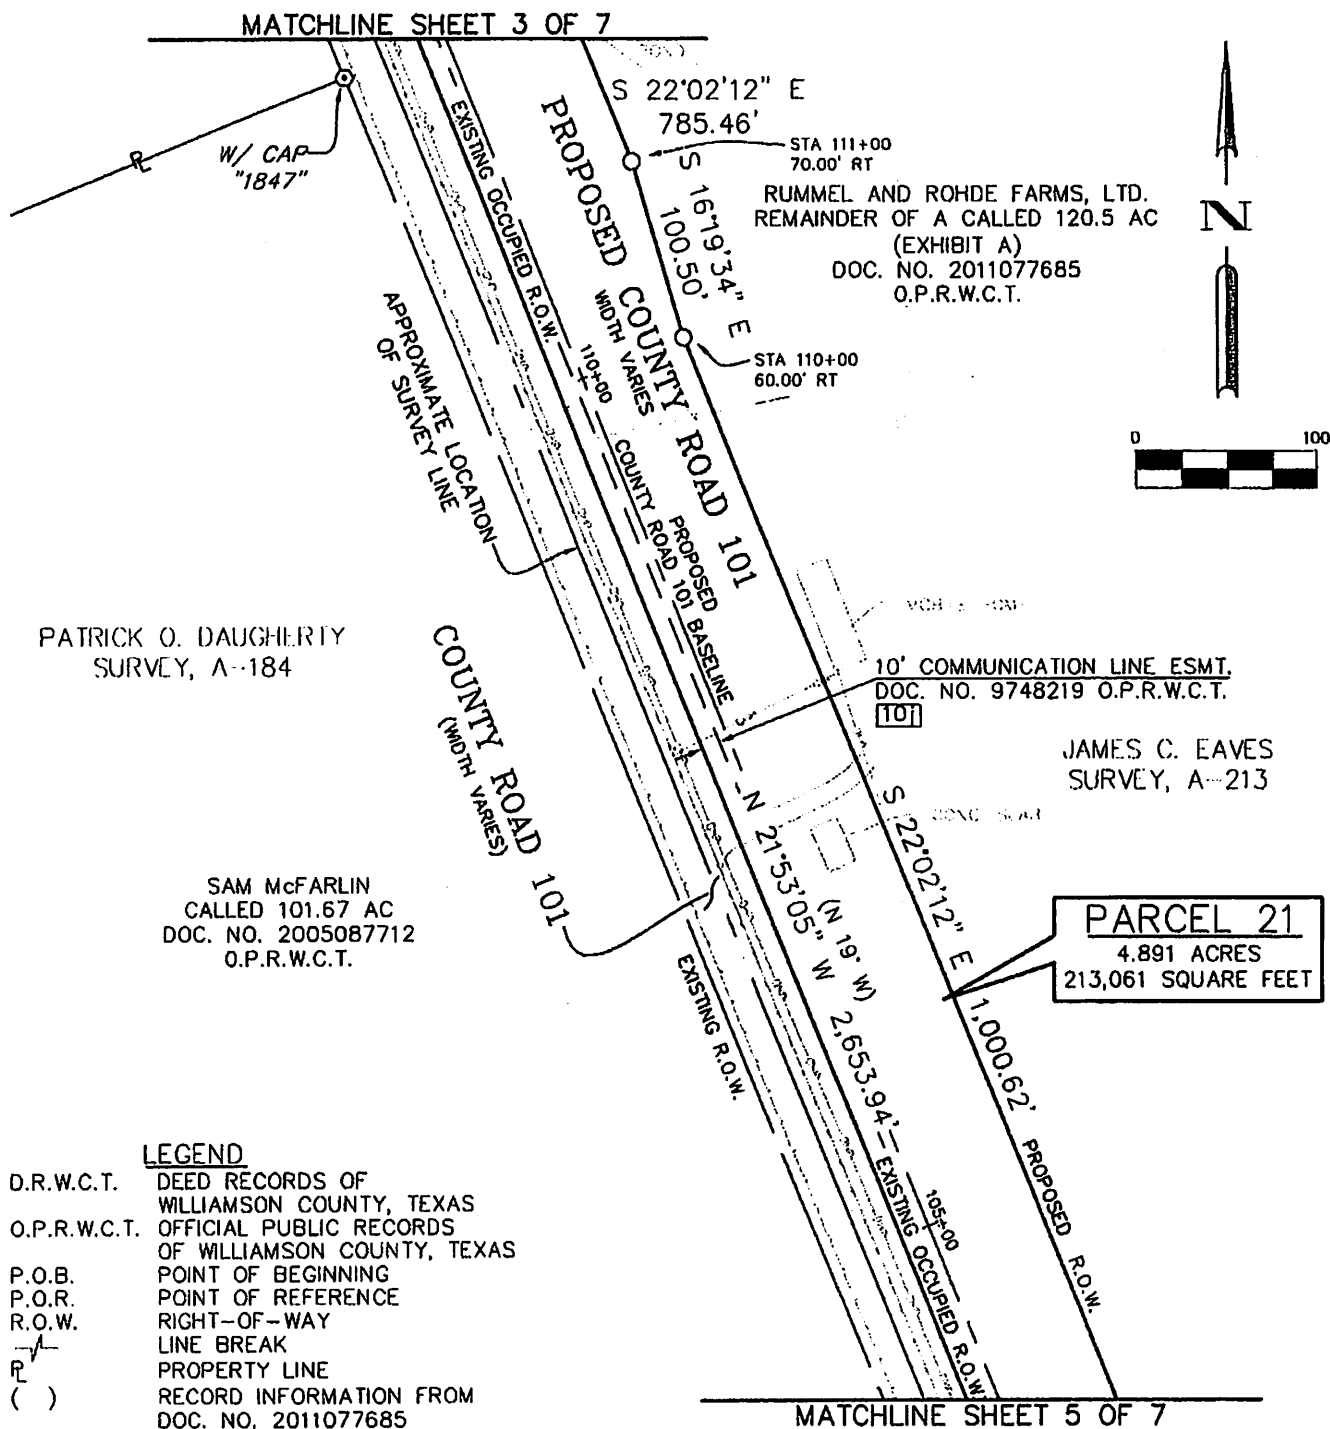 MATCHLINE SHEET 3 OF 7
POND
S 22°02'12" E
785.46'
STA 111+00
70.00' RT
W/ CAP
"1847"
℞
EXISTING OCCUPIED R.O.W.
PROPOSED COUNTY ROAD 101
WIDTH VARIES
S 16°19'34" E
100.50'
RUMMEL AND ROHDE FARMS, LTD.
REMAINDER OF A CALLED 120.5 AC
(EXHIBIT A)
DOC. NO. 2011077685
O.P.R.W.C.T.
N
STA 110+00
60.00' RT
0 100
APPROXIMATE LOCATION
OF SURVEY LINE
110+00
PROPOSED
COUNTY ROAD 101 BASELINE
PATRICK O. DAUGHERTY
SURVEY, A-184
COUNTY ROAD 101
(WIDTH VARIES)
10' COMMUNICATION LINE ESMT.
DOC. NO. 9748219 O.P.R.W.C.T.
101
JAMES C. EAVES
SURVEY, A-213
CONC SLAB
N 21°53'05" W 2,653.94'
(N 19° W)
S 22°02'12" E 1,000.62'
SAM McFARLIN
CALLED 101.67 AC
DOC. NO. 2005087712
O.P.R.W.C.T.
PARCEL 21
4.891 ACRES
213,061 SQUARE FEET
EXISTING R.O.W.
PROPOSED R.O.W.
105+00
EXISTING OCCUPIED R.O.W.
LEGEND
D.R.W.C.T. DEED RECORDS OF
WILLIAMSON COUNTY, TEXAS
O.P.R.W.C.T. OFFICIAL PUBLIC RECORDS
OF WILLIAMSON COUNTY, TEXAS
P.O.B. POINT OF BEGINNING
P.O.R. POINT OF REFERENCE
R.O.W. RIGHT-OF-WAY
LINE BREAK
PROPERTY LINE
( ) RECORD INFORMATION FROM
DOC. NO. 2011077685
MATCHLINE SHEET 5 OF 7